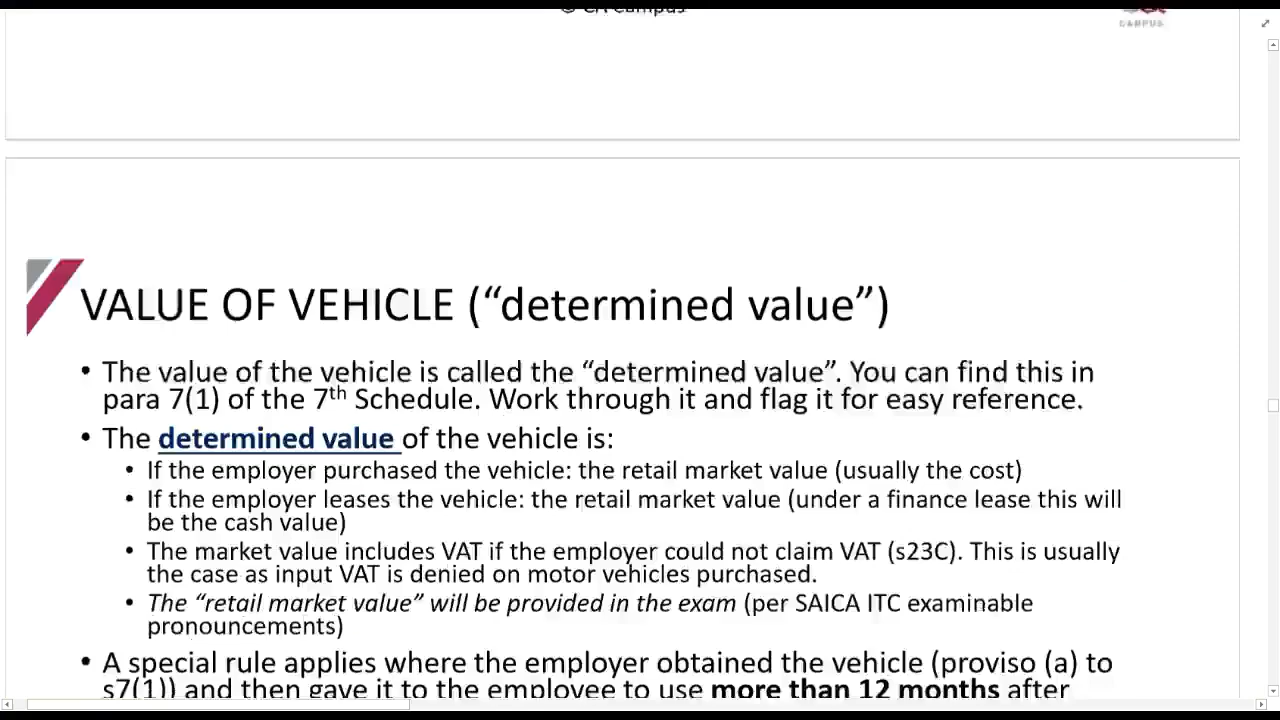 © CA Campus
CAMPUS
VALUE OF VEHICLE (“determined value”)
• The value of the vehicle is called the “determined value”. You can find this in
para 7(1) of the 7th Schedule. Work through it and flag it for easy reference.
• The determined value of the vehicle is:
• If the employer purchased the vehicle: the retail market value (usually the cost)
• If the employer leases the vehicle: the retail market value (under a finance lease this will
be the cash value)
• The market value includes VAT if the employer could not claim VAT (s23C). This is usually
the case as input VAT is denied on motor vehicles purchased.
• The “retail market value” will be provided in the exam (per SAICA ITC examinable
pronouncements)
• A special rule applies where the employer obtained the vehicle (proviso (a) to
s7(1)) and then gave it to the employee to use more than 12 months after